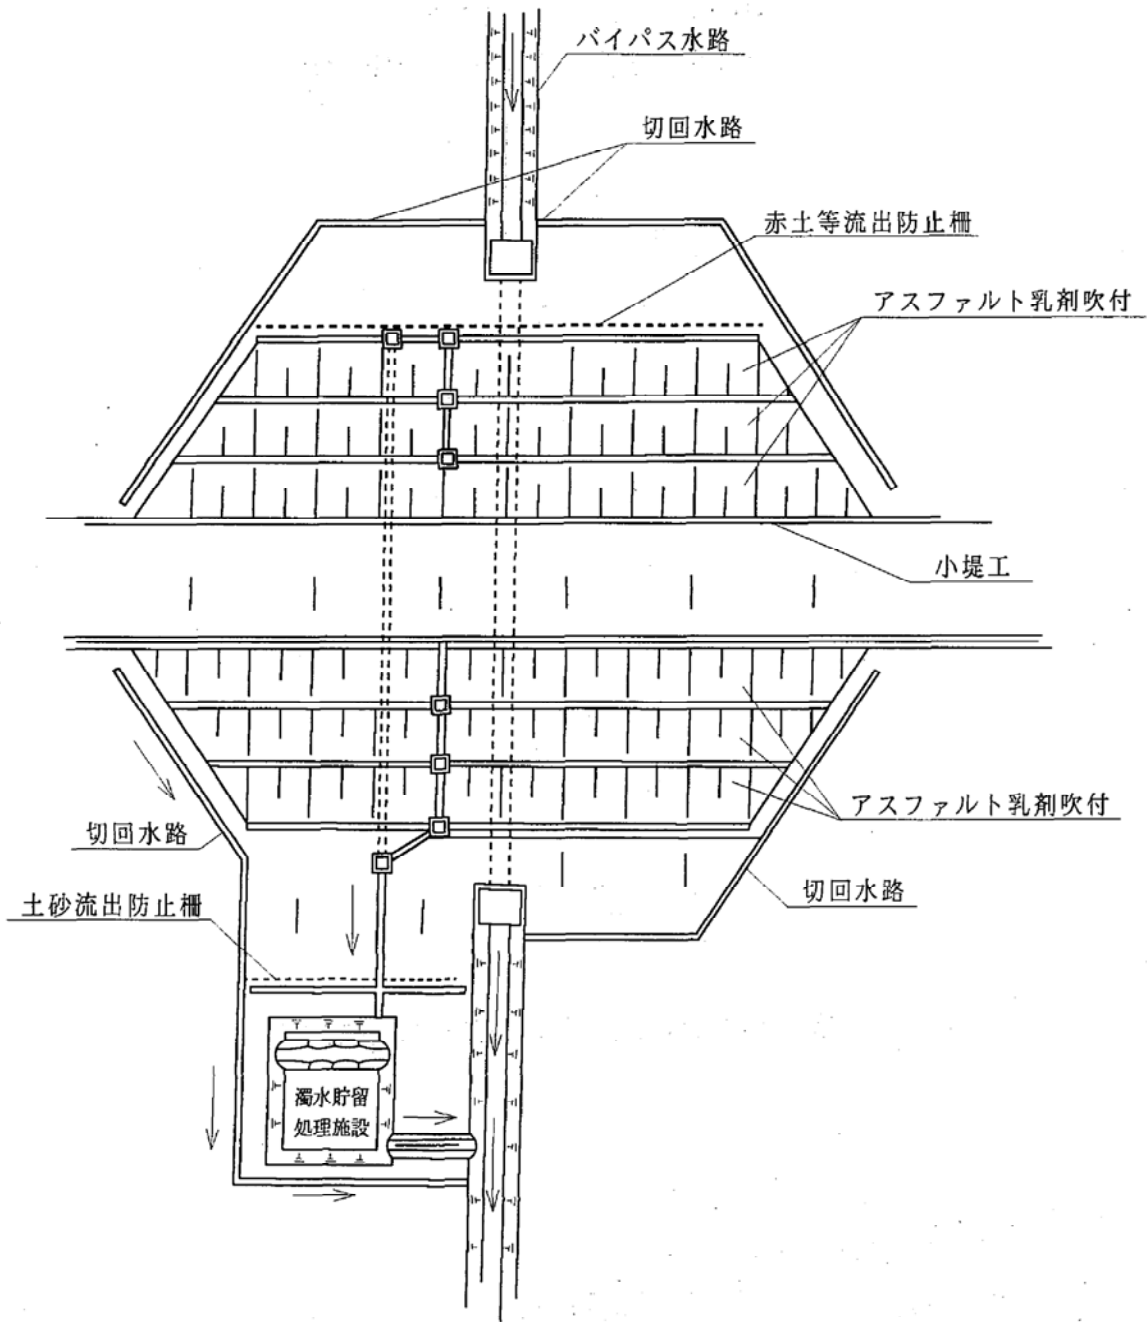 バイパス水路
切回水路
赤土等流出防止柵
アスファルト乳剤吹付
小堤工
アスファルト乳剤吹付
切回水路
切回水路
土砂流出防止柵
濁水貯留
処理施設